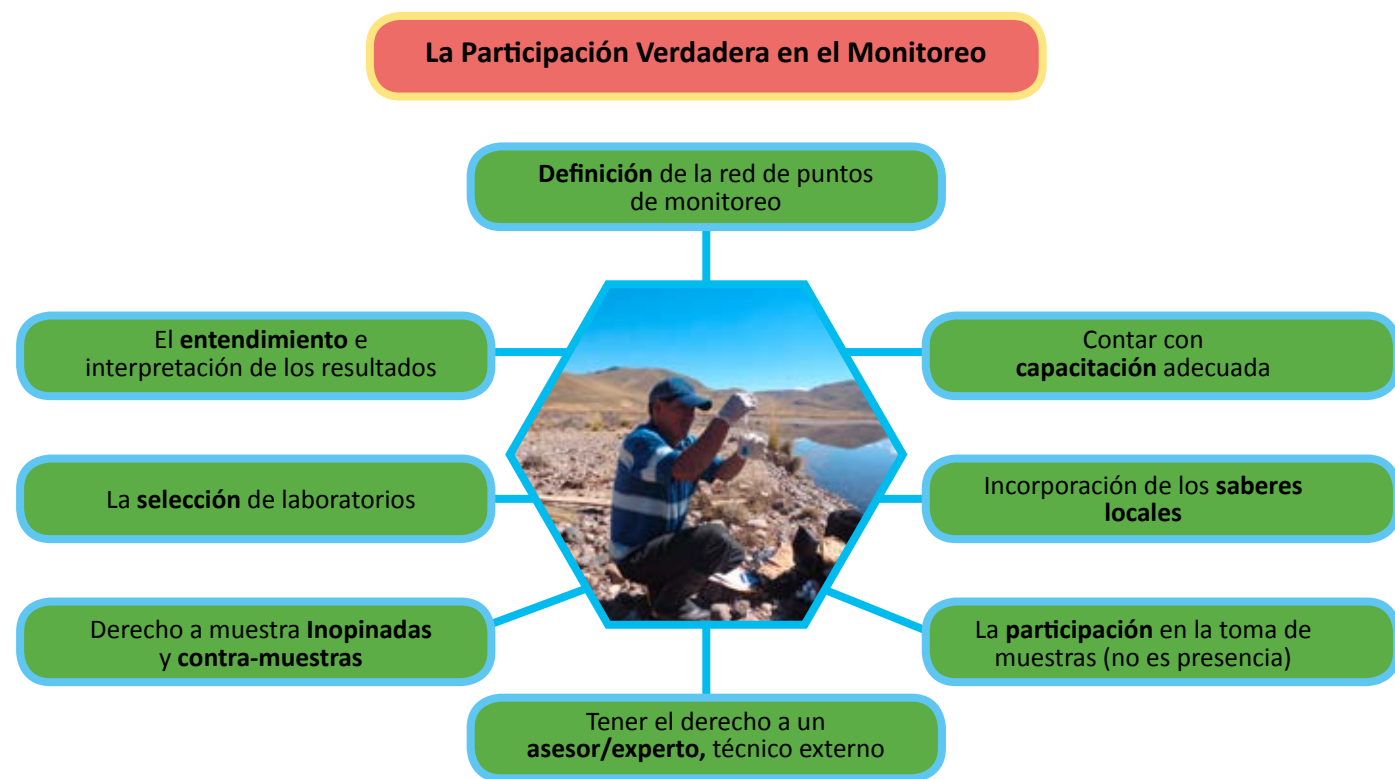 La Participación Verdadera en el Monitoreo
Definición de la red de puntos
de monitoreo
El entendimiento e
interpretación de los resultados
Contar con
capacitación adecuada
La selección de laboratorios
Incorporación de los saberes
locales
Derecho a muestra Inopinadas
y contra-muestras
La participación en la toma de
muestras (no es presencia)
Tener el derecho a un
asesor/experto, técnico externo